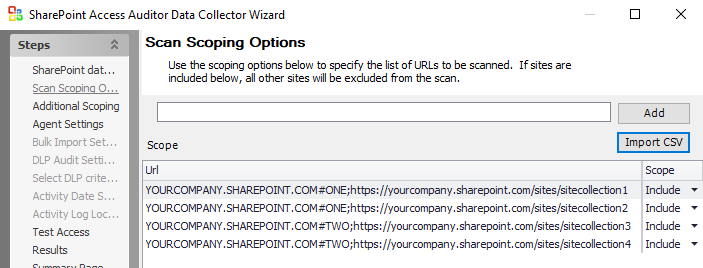 SharePoint Access Auditor Data Collector Wizard
Steps
SharePoint dat...
Scan Scoping O...
Additional Scoping
Agent Settings
Bulk Import Set...
DLP Audit Settin...
Select DLP crite...
Activity Date S...
Activity Log Loc...
Test Access
Results
Summary Page
Scan Scoping Options
Use the scoping options below to specify the list of URLs to be scanned. If sites are
included below, all other sites will be excluded from the scan.
Add
Scope
Import CSV
Url Scope
YOURCOMPANY.SHAREPOINT.COM#ONE;https://yourcompany.sharepoint.com/sites/sitecollection1 Include
YOURCOMPANY.SHAREPOINT.COM#ONE;https://yourcompany.sharepoint.com/sites/sitecollection2 Include
YOURCOMPANY.SHAREPOINT.COM#TWO;https://yourcompany.sharepoint.com/sites/sitecollection3 Include
YOURCOMPANY.SHAREPOINT.COM#TWO;https://yourcompany.sharepoint.com/sites/sitecollection4 Include